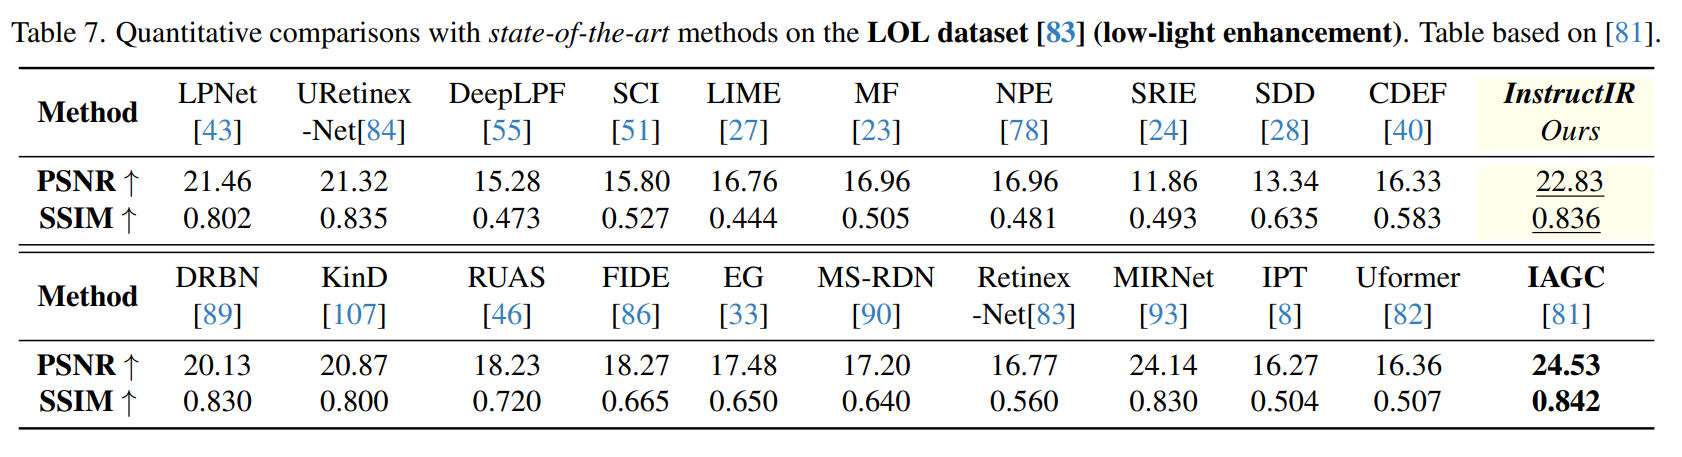 Table 7. Quantitative comparisons with state-of-the-art methods on the LOL dataset [83] (low-light enhancement). Table based on [81].
Method LPNet [43] URetinex -Net[84] DeepLPF [55] SCI [51] LIME [27] MF [23] NPE [78] SRIE [24] SDD [28] CDEF [40] InstructIR Ours
PSNR ↑ 21.46 21.32 15.28 15.80 16.76 16.96 16.96 11.86 13.34 16.33 22.83
SSIM ↑ 0.802 0.835 0.473 0.527 0.444 0.505 0.481 0.493 0.635 0.583 0.836
Method DRBN [89] KinD [107] RUAS [46] FIDE [86] EG [33] MS-RDN [90] Retinex -Net[83] MIRNet [93] IPT [8] Uformer [82] IAGC [81]
PSNR ↑ 20.13 20.87 18.23 18.27 17.48 17.20 16.77 24.14 16.27 16.36 24.53
SSIM ↑ 0.830 0.800 0.720 0.665 0.650 0.640 0.560 0.830 0.504 0.507 0.842